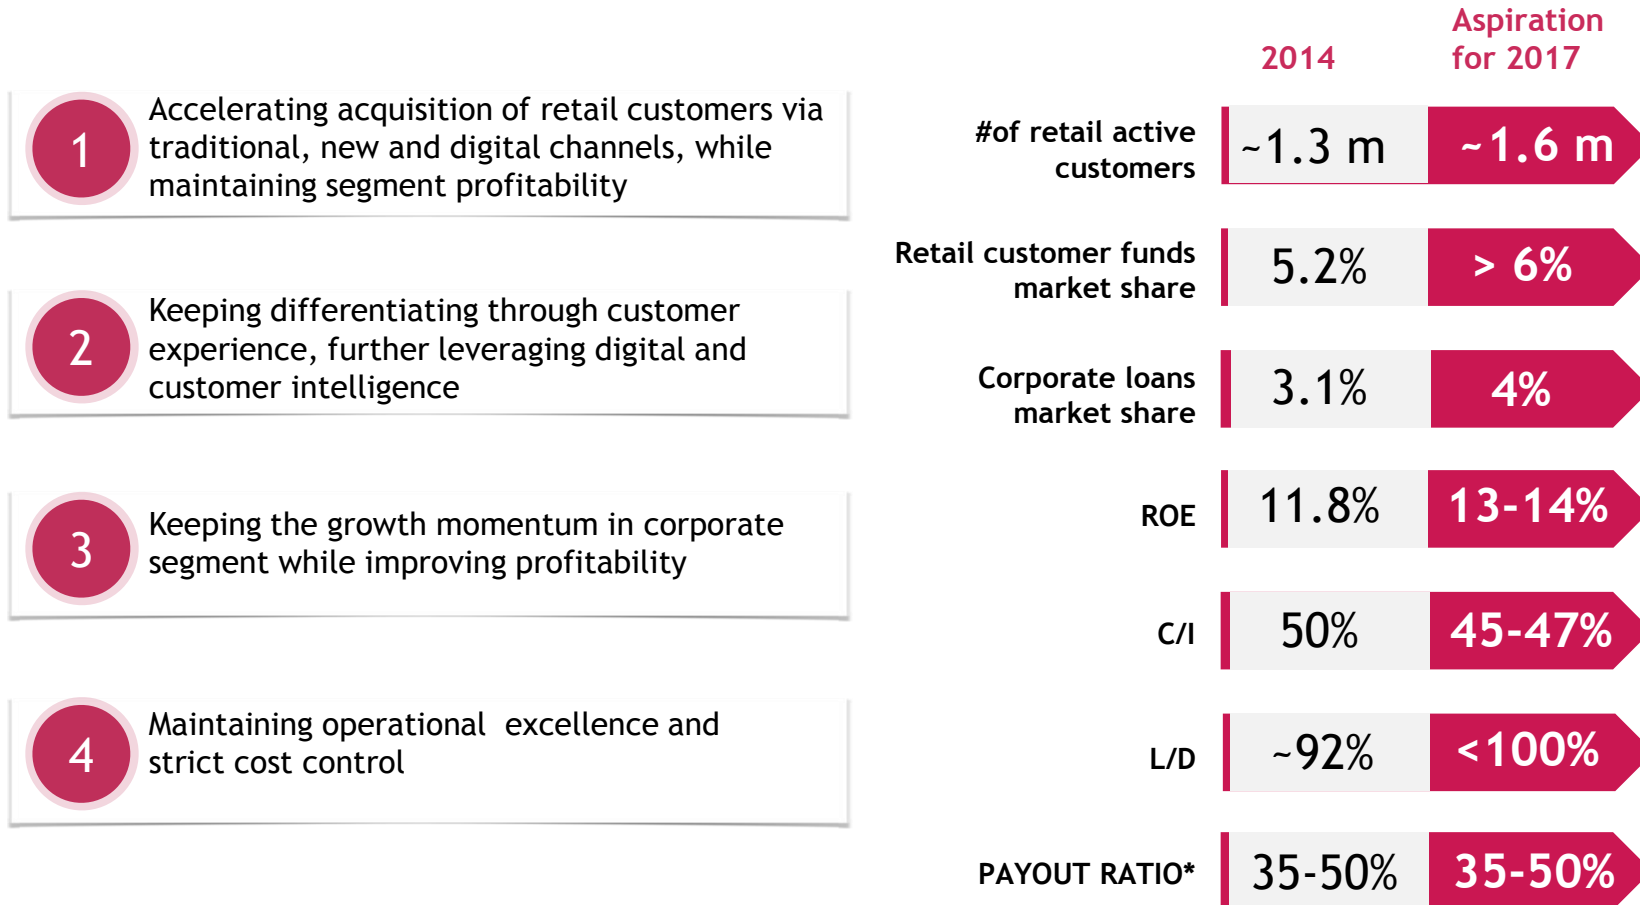 1
Accelerating acquisition of retail customers via
traditional, new and digital channels, while
maintaining segment profitability
2
Keeping differentiating through customer
experience, further leveraging digital and
customer intelligence
3
Keeping the growth momentum in corporate
segment while improving profitability
4
Maintaining operational excellence and
strict cost control
2014
Aspiration
for 2017
#of retail active
customers
~1.3 m
~1.6 m
Retail customer funds
market share
5.2%
> 6%
Corporate loans
market share
3.1%
4%
ROE
11.8%
13-14%
C/I
50%
45-47%
L/D
~92%
<100%
PAYOUT RATIO*
35-50%
35-50%